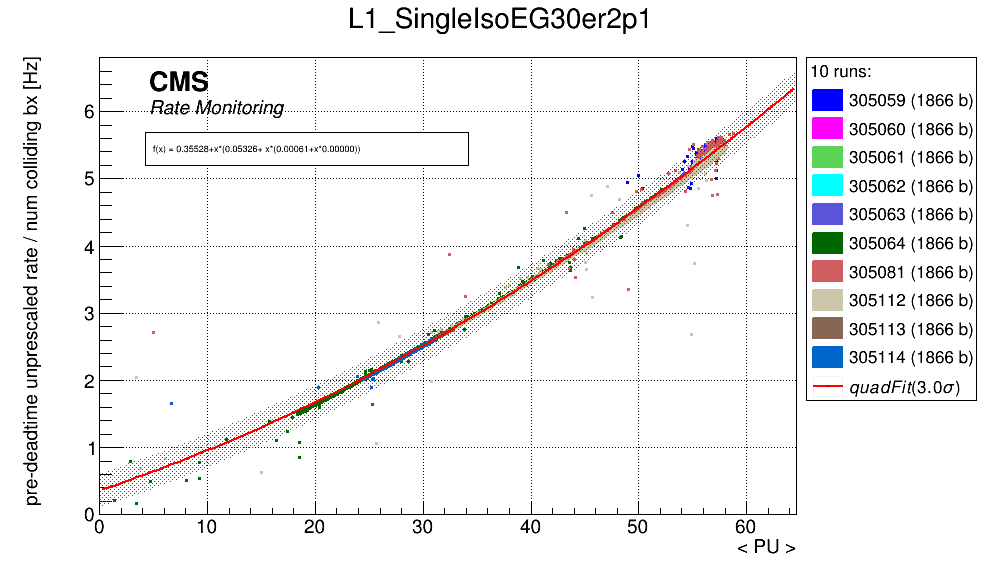 L1_SingleIsoEG30er2p1
pre-deadtime unprescaled rate / num colliding bx [Hz]
CMS
Rate Monitoring
f(x) = 0.35528+x*(0.05326+ x*(0.00061+x*0.00000))
6
5
4
3
2
1
0
0 10 20 30 40 50 60
< PU >
10 runs:
305059 (1866 b)
305060 (1866 b)
305061 (1866 b)
305062 (1866 b)
305063 (1866 b)
305064 (1866 b)
305081 (1866 b)
305112 (1866 b)
305113 (1866 b)
305114 (1866 b)
quadFit(3.0σ)